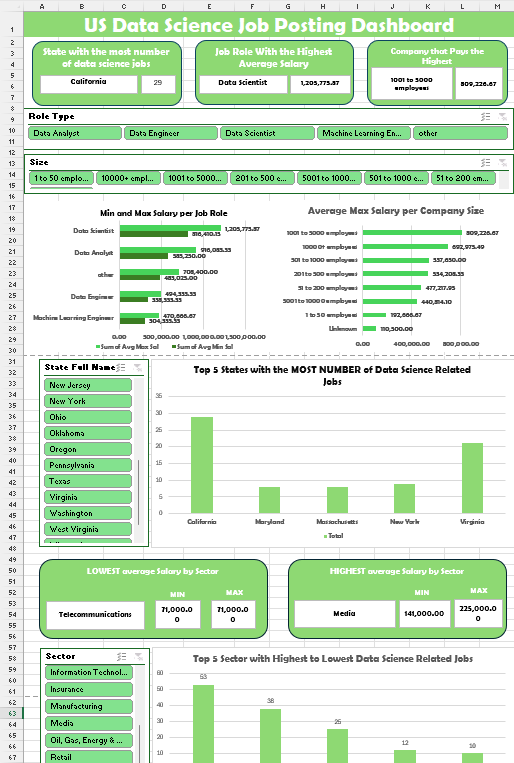 A B C D E F G H I J K L M
US Data Science Job Posting Dashboard
State with the most number of data science jobs
California 29
Job Role With the Highest Average Salary
Data Scientist 1,205,773.87
Company that Pays the Highest
1001 to 5000 employees 809,226.67
Role Type
Data Analyst Data Engineer Data Scientist Machine Learning En... other
Size
1 to 50 emplo... 10000+ empl... 1001 to 5000... 201 to 500 e... 5001 to 1000... 501 to 1000 e... 51 to 200 em...
Min and Max Salary per Job Role
Data Scientist 1,205,773.87
816,410.13
Data Analyst 916,083.33
583,250.00
other 708,400.00
483,025.00
Data Engineer 494,333.33
338,333.33
Machine Learning Engineer 470,666.67
304,333.33
0.00 300,000.00 1,000,000.00 1,500,000.00
Sum of Avg Max Sal Sum of Avg Min Sal
Average Max Salary per Company Size
1001 to 5000 employees 809,226.67
1000+ employees 692,973.49
501 to 1000 employees 537,650.00
201 to 500 employees 534,208.33
51 to 200 employees 477,217.95
5001 to 10000 employees 440,814.10
1 to 50 employees 192,666.67
Unknown 110,500.00
0.00 400,000.00 800,000.00
State Full Name
New Jersey
New York
Ohio
Oklahoma
Oregon
Pennsylvania
Texas
Virginia
Washington
West Virginia
Top 5 States with the MOST NUMBER of Data Science Related
Jobs
35
30
25
20
15
10
5
0
California Maryland Massachusetts New York Virginia
Total
LOWEST average Salary by Sector
MIN MAX
Telecommunications 71,000.00 71,000.00
HIGHEST average Salary by Sector
MIN MAX
Media 141,000.00 225,000.00
Sector
Information Technol...
Insurance
Manufacturing
Media
Oil, Gas, Energy & ...
Retail
Top 5 Sector with Highest to Lowest Data Science Related Jobs
60
50
40
30
20
10
53 38 25 12 10